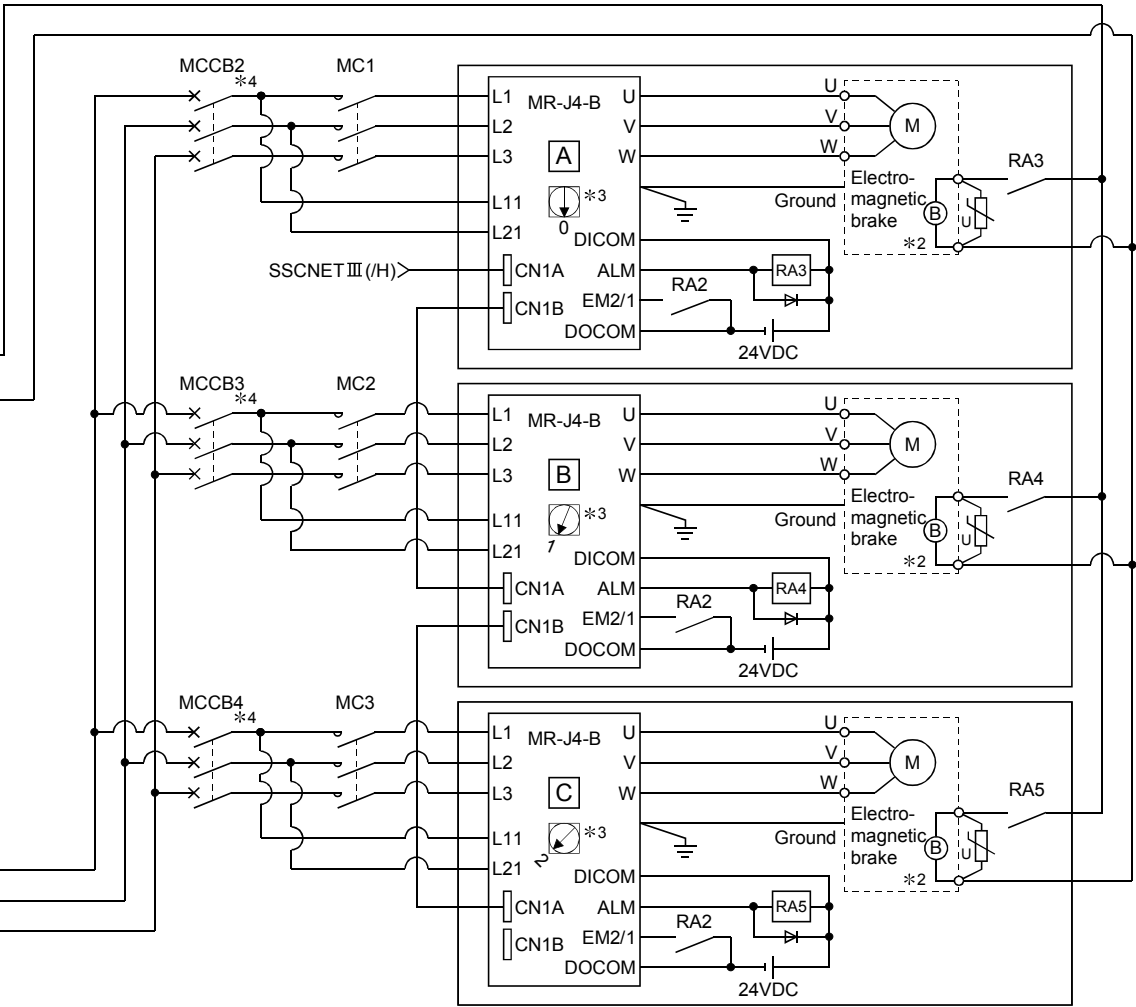 MCCB2
*4
MC1
L1
MR-J4-B
U
U
M
L2
V
V
L3
A
W
W
RA3
Electro-
magnetic
brake
L11
*3
Ground
B
U
0
*2
L21
DICOM
SSCNETⅢ(/H)
CN1A
ALM
RA3
RA2
CN1B
EM2/1
DOCOM
24VDC
MCCB3
*4
MC2
L1
MR-J4-B
U
U
M
L2
V
V
L3
B
W
W
RA4
Electro-
magnetic
brake
L11
*3
Ground
B
U
1
*2
L21
DICOM
CN1A
ALM
RA4
RA2
CN1B
EM2/1
DOCOM
24VDC
MCCB4
*4
MC3
L1
MR-J4-B
U
U
M
L2
V
V
L3
C
W
W
RA5
Electro-
magnetic
brake
L11
*3
Ground
B
U
2
*2
L21
DICOM
CN1A
ALM
RA5
RA2
CN1B
EM2/1
DOCOM
24VDC